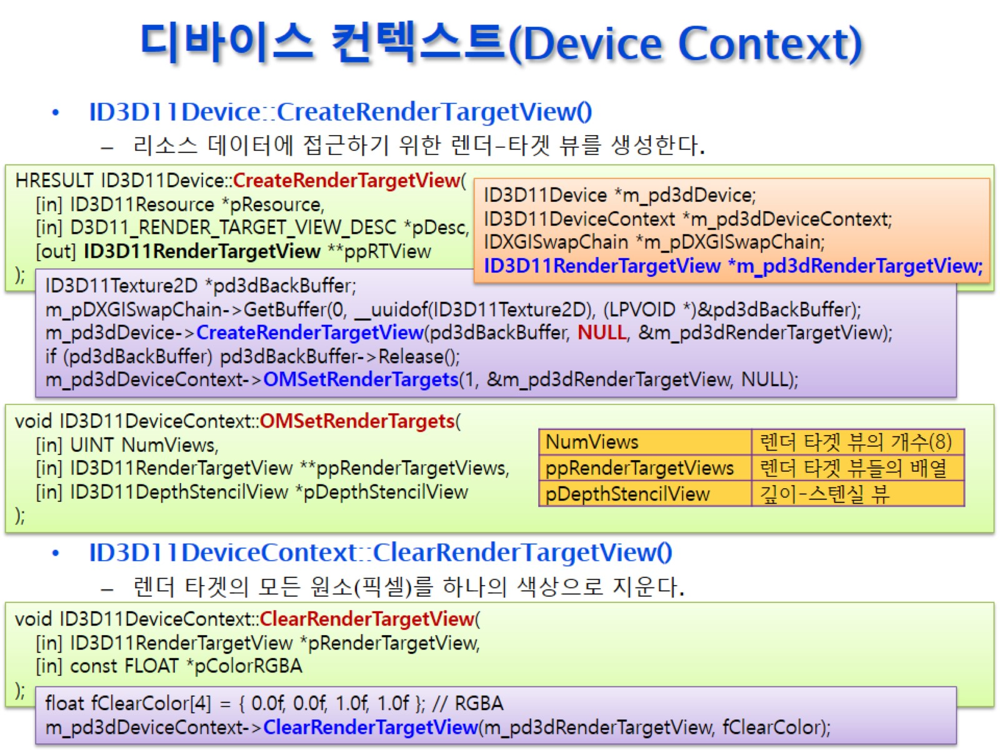 디바이스 컨텍스트(Device Context)
• ID3D11Device::CreateRenderTargetView()
– 리소스 데이터에 접근하기 위한 렌더-타겟 뷰를 생성한다.
HRESULT ID3D11Device::CreateRenderTargetView(
[in] ID3D11Resource *pResource,
[in] D3D11_RENDER_TARGET_VIEW_DESC *pDesc,
[out] ID3D11RenderTargetView **ppRTView
);
ID3D11Device *m_pd3dDevice;
ID3D11DeviceContext *m_pd3dDeviceContext;
IDXGISwapChain *m_pDXGISwapChain;
ID3D11RenderTargetView *m_pd3dRenderTargetView;
ID3D11Texture2D *pd3dBackBuffer;
m_pDXGISwapChain->GetBuffer(0, __uuidof(ID3D11Texture2D), (LPVOID *)&pd3dBackBuffer);
m_pd3dDevice->CreateRenderTargetView(pd3dBackBuffer, NULL, &m_pd3dRenderTargetView);
if (pd3dBackBuffer) pd3dBackBuffer->Release();
m_pd3dDeviceContext->OMSetRenderTargets(1, &m_pd3dRenderTargetView, NULL);
void ID3D11DeviceContext::OMSetRenderTargets(
[in] UINT NumViews,
[in] ID3D11RenderTargetView **ppRenderTargetViews,
[in] ID3D11DepthStencilView *pDepthStencilView
);
NumViews 렌더 타겟 뷰의 개수(8)
ppRenderTargetViews 렌더 타겟 뷰들의 배열
pDepthStencilView 깊이-스텐실 뷰
• ID3D11DeviceContext::ClearRenderTargetView()
– 렌더 타겟의 모든 원소(픽셀)를 하나의 색상으로 지운다.
void ID3D11DeviceContext::ClearRenderTargetView(
[in] ID3D11RenderTargetView *pRenderTargetView,
[in] const FLOAT *pColorRGBA
);
float fClearColor[4] = { 0.0f, 0.0f, 1.0f, 1.0f }; // RGBA
m_pd3dDeviceContext->ClearRenderTargetView(m_pd3dRenderTargetView, fClearColor);